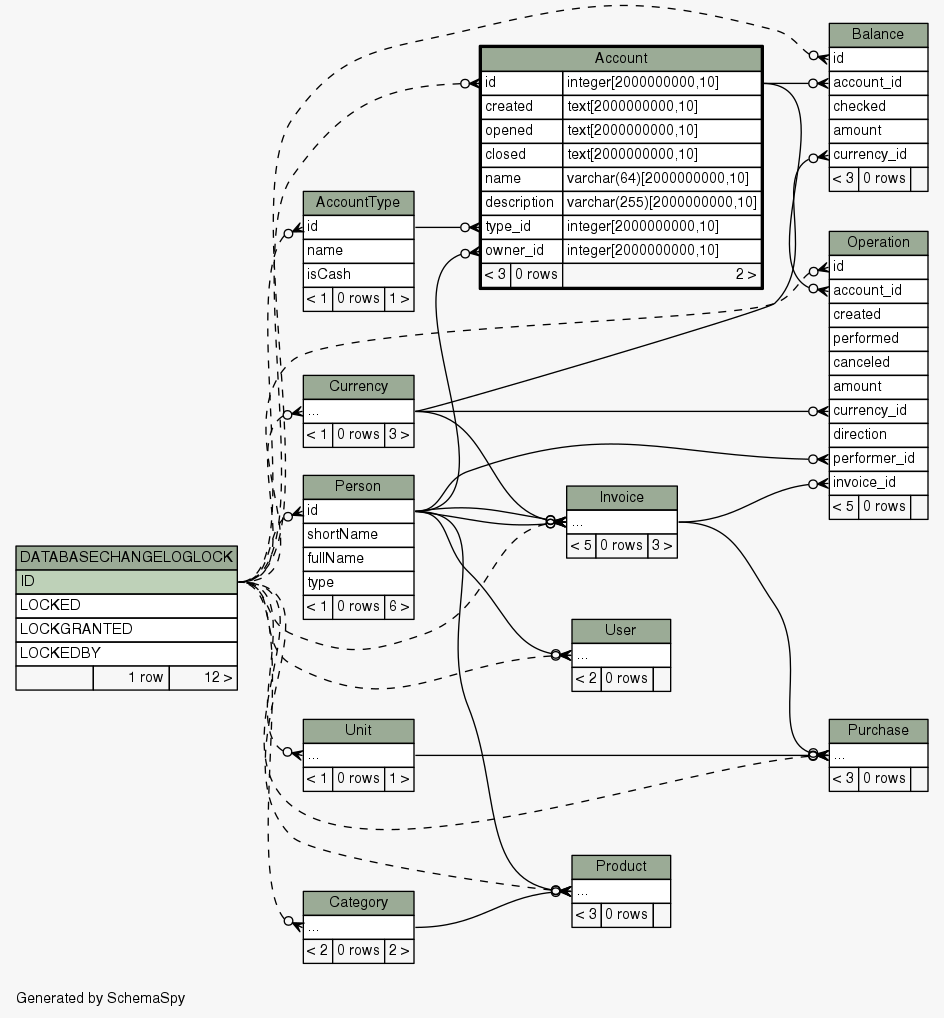 Balance
id
account_id
checked
amount
currency_id
< 3 0 rows
Account
id integer[2000000000,10]
created text[2000000000,10]
opened text[2000000000,10]
closed text[2000000000,10]
name varchar(64)[2000000000,10]
description varchar(255)[2000000000,10]
type_id integer[2000000000,10]
owner_id integer[2000000000,10]
< 3 0 rows 2 >
AccountType
id
name
isCash
< 1 0 rows 1 >
Operation
id
account_id
created
performed
canceled
amount
currency_id
direction
performer_id
invoice_id
< 5 0 rows
Currency
...
< 1 0 rows 3 >
Person
id
shortName
fullName
type
< 1 0 rows 6 >
Invoice
...
< 5 0 rows 3 >
DATABASECHANGELOGLOCK
ID
LOCKED
LOCKGRANTED
LOCKEDBY
1 row 12 >
User
...
< 2 0 rows
Unit
...
< 1 0 rows 1 >
Purchase
...
< 3 0 rows
Product
...
< 3 0 rows
Category
...
< 2 0 rows 2 >
Generated by SchemaSpy